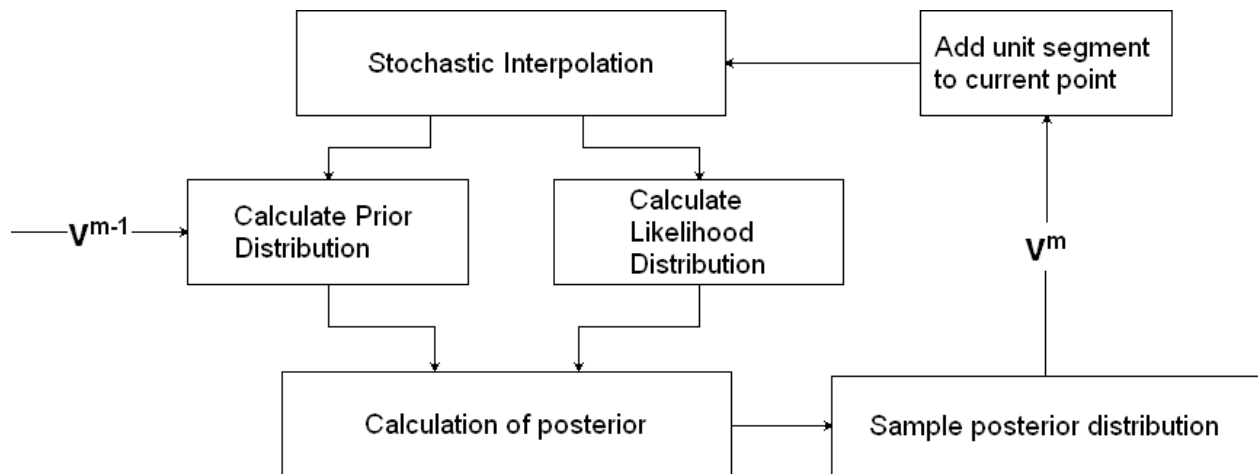 Stochastic Interpolation
Add unit segment
to current point
Calculate Prior
Distribution
Calculate
Likelihood
Distribution
V^m-1
V^m
Calculation of posterior
Sample posterior distribution